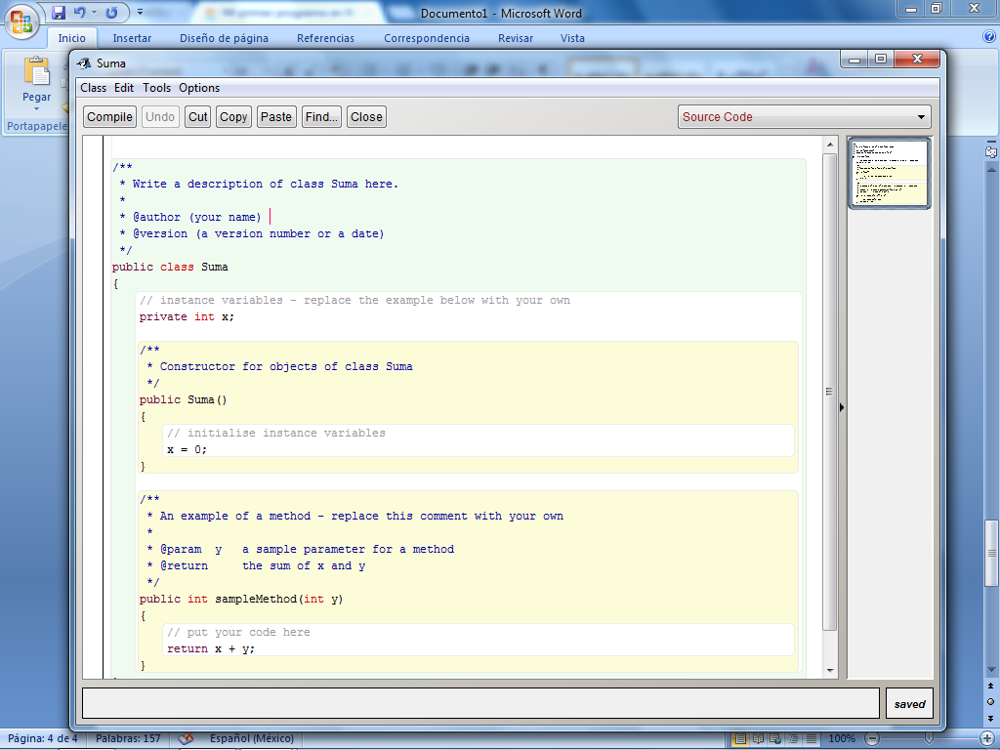 Documento1 - Microsoft Word
Inicio Insertar Diseño de página Referencias Correspondencia Revisar Vista
Pegar
Portapapele
Suma
Class Edit Tools Options
Compile Undo Cut Copy Paste Find... Close Source Code
/**
 * Write a description of class Suma here.
 *
 * @author (your name)
 * @version (a version number or a date)
 */
public class Suma
{
// instance variables - replace the example below with your own
private int x;
/**
 * Constructor for objects of class Suma
 */
public Suma()
{
// initialise instance variables
x = 0;
}
/**
 * An example of a method - replace this comment with your own
 *
 * @param  y   a sample parameter for a method
 * @return     the sum of x and y
 */
public int sampleMethod(int y)
{
// put your code here
return x + y;
}
saved
Página: 4 de 4 Palabras: 157 Español (México) 100%